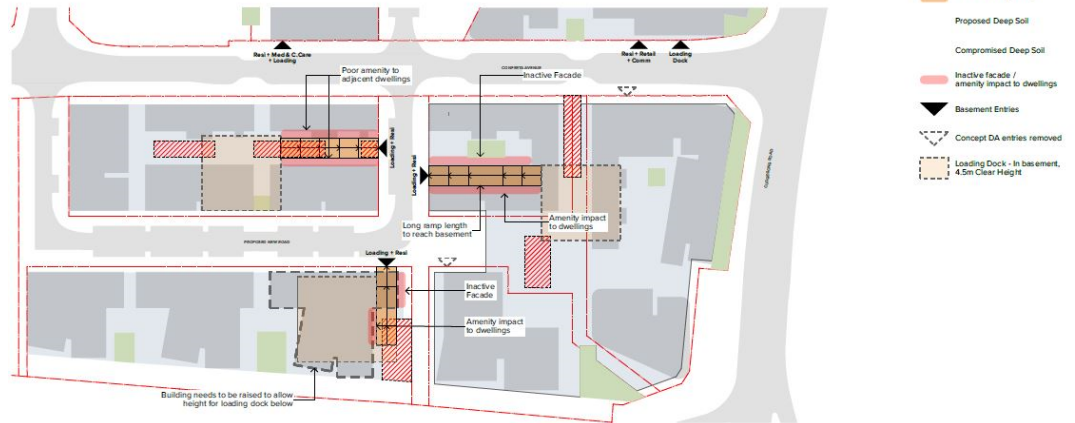 Resi + Med & C.Care
+ Loading
Resi + Retail
+ Comm
Loading
Dock
Poor amenity to
adjacent dwellings
Inactive Facade
Loading + Resi
Loading + Resi
Long ramp length
to reach basement
Amenity impact
to dwellings
PROPOSED NEW ROAD
Loading + Resi
Inactive
Facade
Amenity impact
to dwellings
Building needs to be raised to allow
height for loading dock below
Proposed Deep Soil
Compromised Deep Soil
Inactive facade /
amenity impact to dwellings
Basement Entries
Concept DA entries removed
Loading Dock - In basement,
4.5m Clear Height